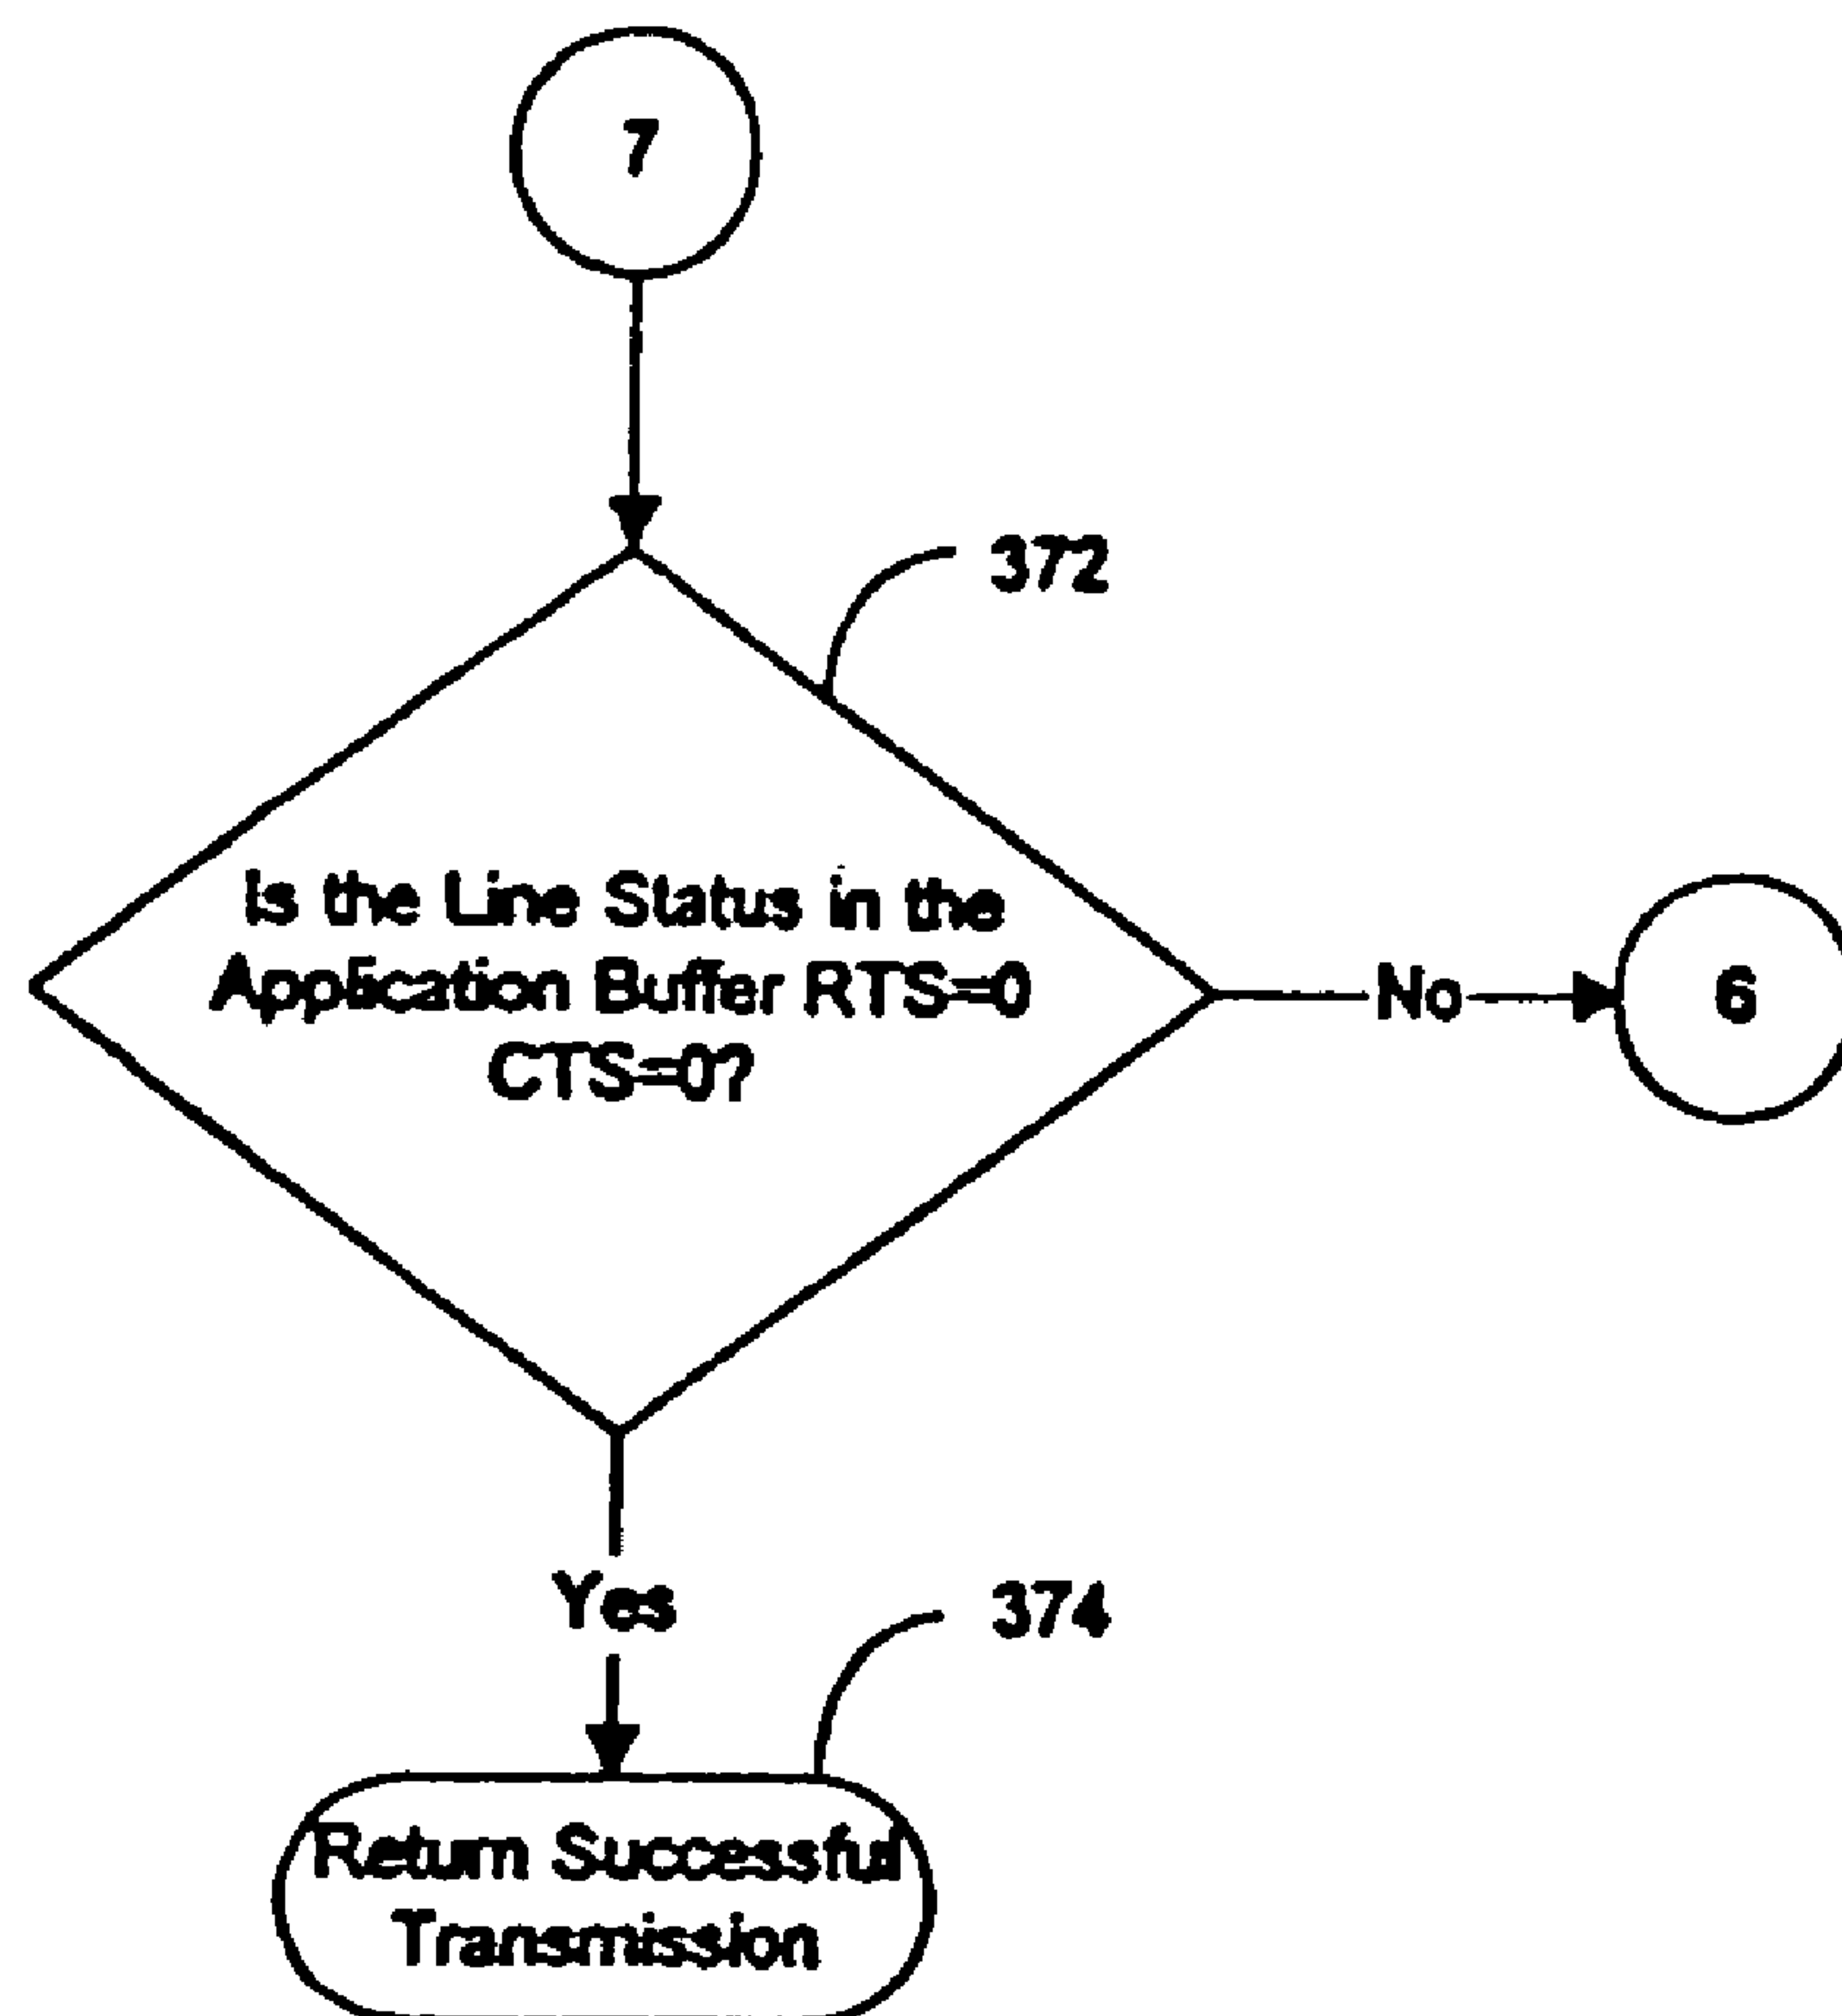 7
372
Is the Line Status in the
Application Buffer RTS=0
CTS=0?
No
6
Yes
374
Return Successful
Transmission